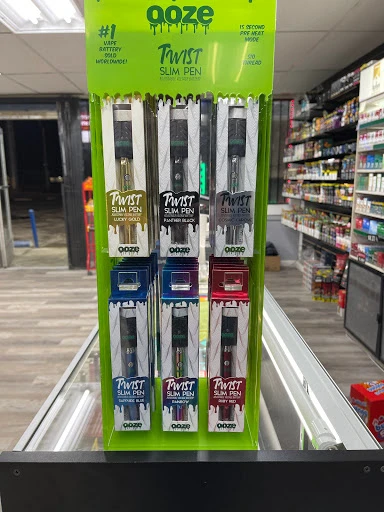 ooze
#1
VAPE
BATTERY
SOLD
WORLDWIDE!
15 SECOND
PRE HEAT
MODE
510
THREAD
TWIST
SLIM PEN
TWIST
SLIM PEN
LUCKY GOLD
ooze
TWIST
SLIM PEN
PANTHER BLACK
ooze
TWIST
SLIM PEN
ooze
TWIST
SLIM PEN
SAPPHIRE BLUE
ooze
TWIST
SLIM PEN
RAINBOW
ooze
TWIST
SLIM PEN
RUBY RED
ooze